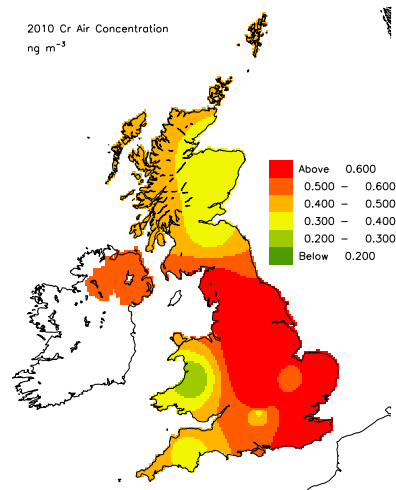 2010 Cr Air Concentration
ng m⁻³
Above 0.600
0.500 – 0.600
0.400 – 0.500
0.300 – 0.400
0.200 – 0.300
Below 0.200